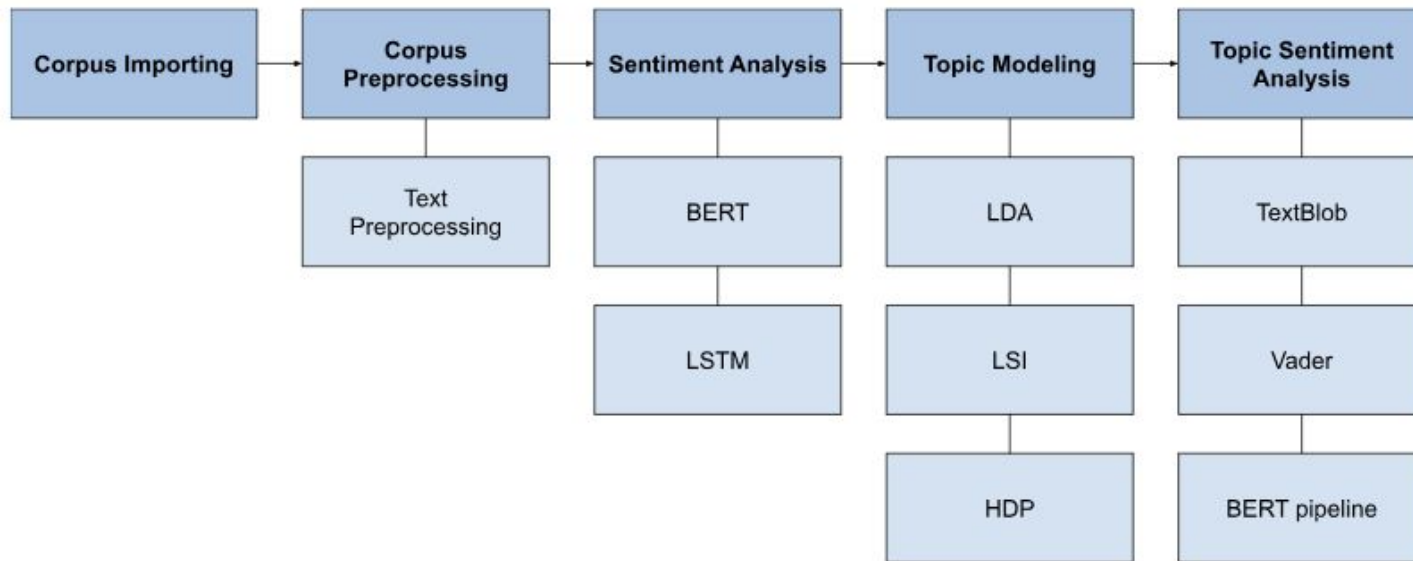 Corpus Importing
Corpus
Preprocessing
Sentiment Analysis
Topic Modeling
Topic Sentiment
Analysis
Text
Preprocessing
BERT
LDA
TextBlob
LSTM
LSI
Vader
HDP
BERT pipeline